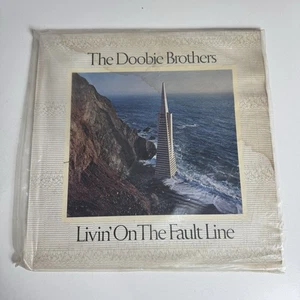 The Doobie Brothers
Livin' On The Fault Line